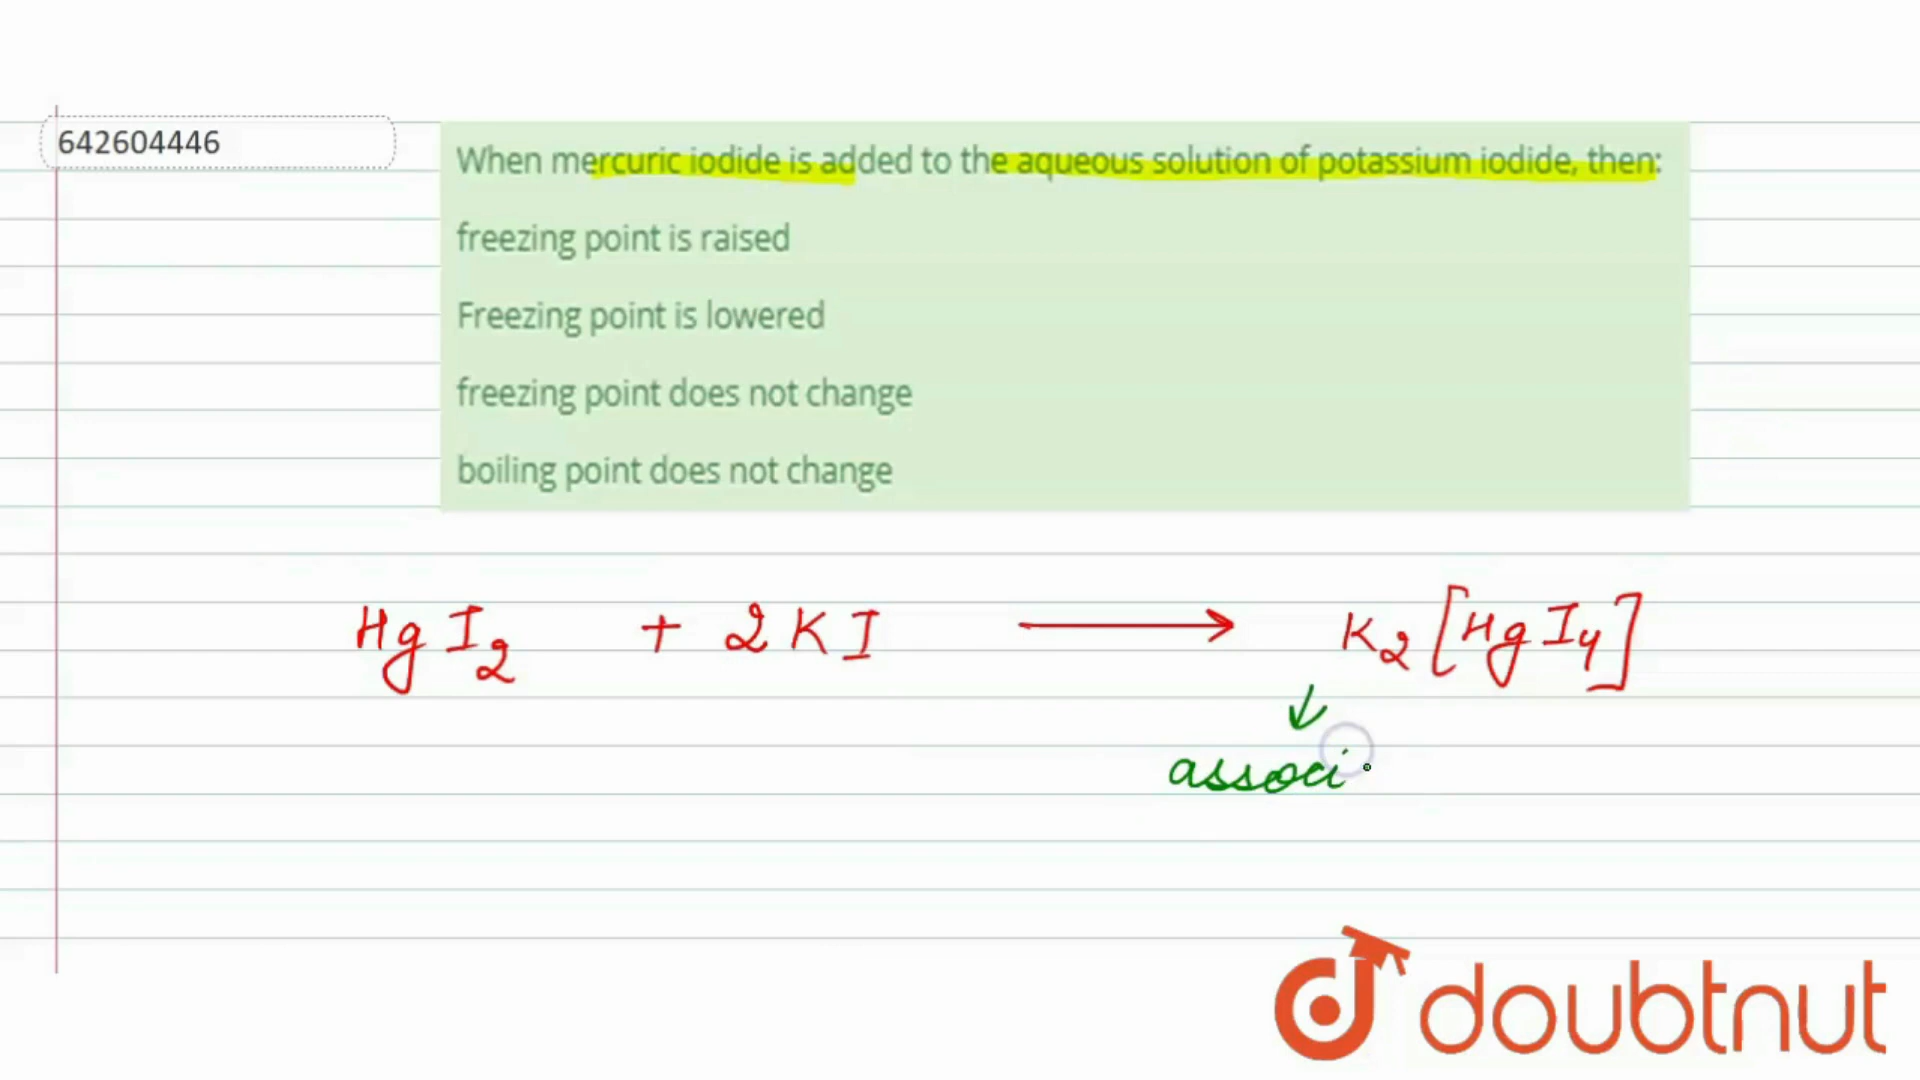 642604446
When mercuric iodide is added to the aqueous solution of potassium iodide, then:
freezing point is raised
Freezing point is lowered
freezing point does not change
boiling point does not change
HgI2 + 2KI → K2[HgI4]
↓
associ
doubtnut